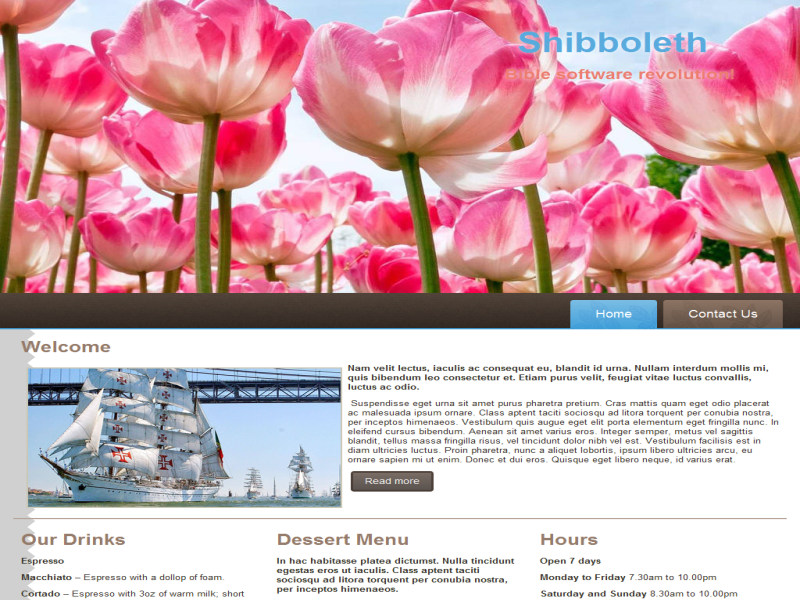 Shibboleth
Bible software revolution!
Home
Contact Us
Welcome
Nam velit lectus, iaculis ac consequat eu, blandit id urna. Nullam interdum mollis mi,
quis bibendum leo consectetur et. Etiam purus velit, feugiat vitae luctus convallis,
luctus ac odio.
Suspendisse eget urna sit amet purus pharetra pretium. Cras mattis quam eget odio placerat
ac malesuada ipsum ornare. Class aptent taciti sociosqu ad litora torquent per conubia nostra,
per inceptos himenaeos. Vestibulum quis augue eget elit porta elementum eget fringilla nunc. In
eleifend cursus bibendum. Aenean sit amet varius eros. Integer semper, metus vel sagittis
blandit, tellus massa fringilla risus, vel tincidunt dolor nibh vel est. Vestibulum facilisis est in
diam ultricies luctus. Proin pharetra, nunc a aliquet lobortis, ipsum libero ultricies arcu, eu
ornare sapien mi ut enim. Donec et dui eros. Quisque eget libero neque, id varius erat.
Read more
Our Drinks
Espresso
Macchiato – Espresso with a dollop of foam.
Cortado – Espresso with 3oz of warm milk; short
Dessert Menu
In hac habitasse platea dictumst. Nulla tincidunt
egestas eros ut iaculis. Class aptent taciti
sociosqu ad litora torquent per conubia nostra,
per inceptos himenaeos.
Hours
Open 7 days
Monday to Friday 7.30am to 10.00pm
Saturday and Sunday 8.30am to 10.00pm